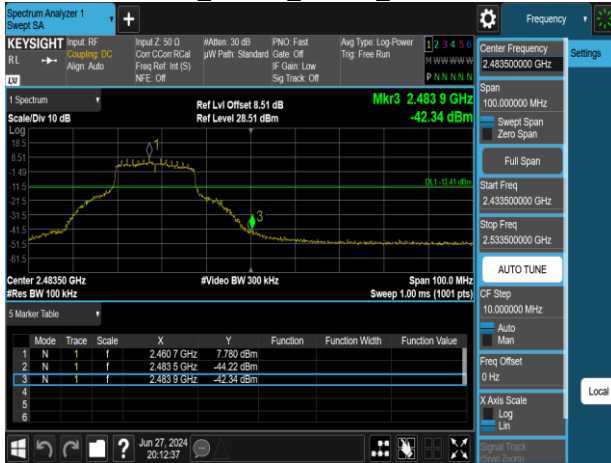 Spectrum Analyzer 1
Swept SA
Frequency
KEYSIGHT Input: RF Input Z: 50 Ω #Atten: 30 dB PNO: Fast Avg Type: Log-Power 1 2 3 4 5 6
RL Coupling: DC Corr CCorr RCal µW Path: Standard Gate: Off Trig: Free Run M W W W W W
Align: Auto Freq Ref: Int (S) IF Gain: Low
NFE: Off Sig Track: Off P N N N N N
LXI
1 Spectrum
Ref Lvl Offset 8.51 dB
Mkr3 2.483 9 GHz
Scale/Div 10 dB
Ref Level 28.51 dBm
-42.34 dBm
Log
18.5
8.51
-1.49
-11.5
-21.5
-31.5
-41.5
-51.5
-61.5
1
DL1 -12.41 dBm
3
Center 2.48350 GHz #Video BW 300 kHz Span 100.0 MHz
#Res BW 100 kHz Sweep 1.00 ms (1001 pts)
5 Marker Table
Mode Trace Scale X Y Function Function Width Function Value
1 N 1 f 2.460 7 GHz 7.780 dBm
2 N 1 f 2.483 5 GHz -44.22 dBm
3 N 1 f 2.483 9 GHz -42.34 dBm
4
5
6
Jun 27, 2024
20:12:37
?
Center Frequency
2.483500000 GHz
Settings
Span
100.000000 MHz
Swept Span
Zero Span
Full Span
Start Freq
2.433500000 GHz
Stop Freq
2.533500000 GHz
AUTO TUNE
CF Step
10.000000 MHz
Auto
Man
Freq Offset
0 Hz
Local
X Axis Scale
Log
Lin
Signal Track
(Span Zoom)